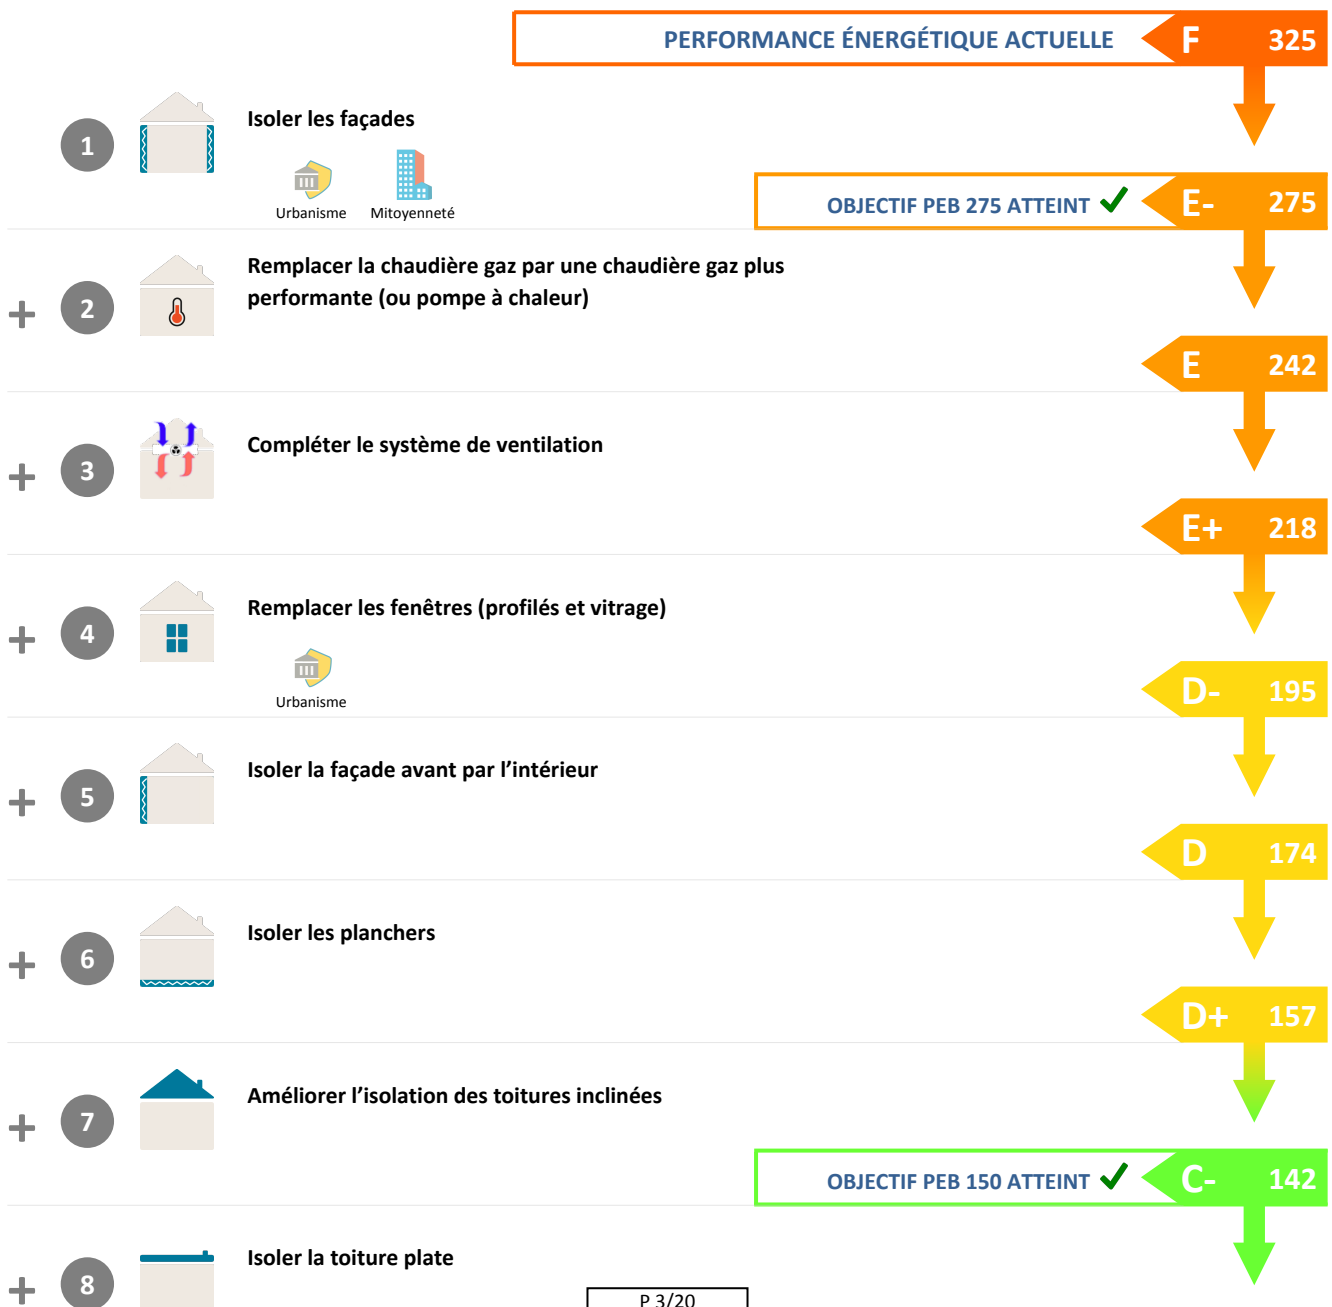 PERFORMANCE ÉNERGÉTIQUE ACTUELLE F 325
1 Isoler les façades
Urbanisme Mitoyenneté
OBJECTIF PEB 275 ATTEINT ✓ E- 275
+ 2 Remplacer la chaudière gaz par une chaudière gaz plus
performante (ou pompe à chaleur)
E 242
+ 3 Compléter le système de ventilation
E+ 218
+ 4 Remplacer les fenêtres (profilés et vitrage)
Urbanisme
D- 195
+ 5 Isoler la façade avant par l’intérieur
D 174
+ 6 Isoler les planchers
D+ 157
+ 7 Améliorer l’isolation des toitures inclinées
OBJECTIF PEB 150 ATTEINT ✓ C- 142
+ 8 Isoler la toiture plate
P 3/20